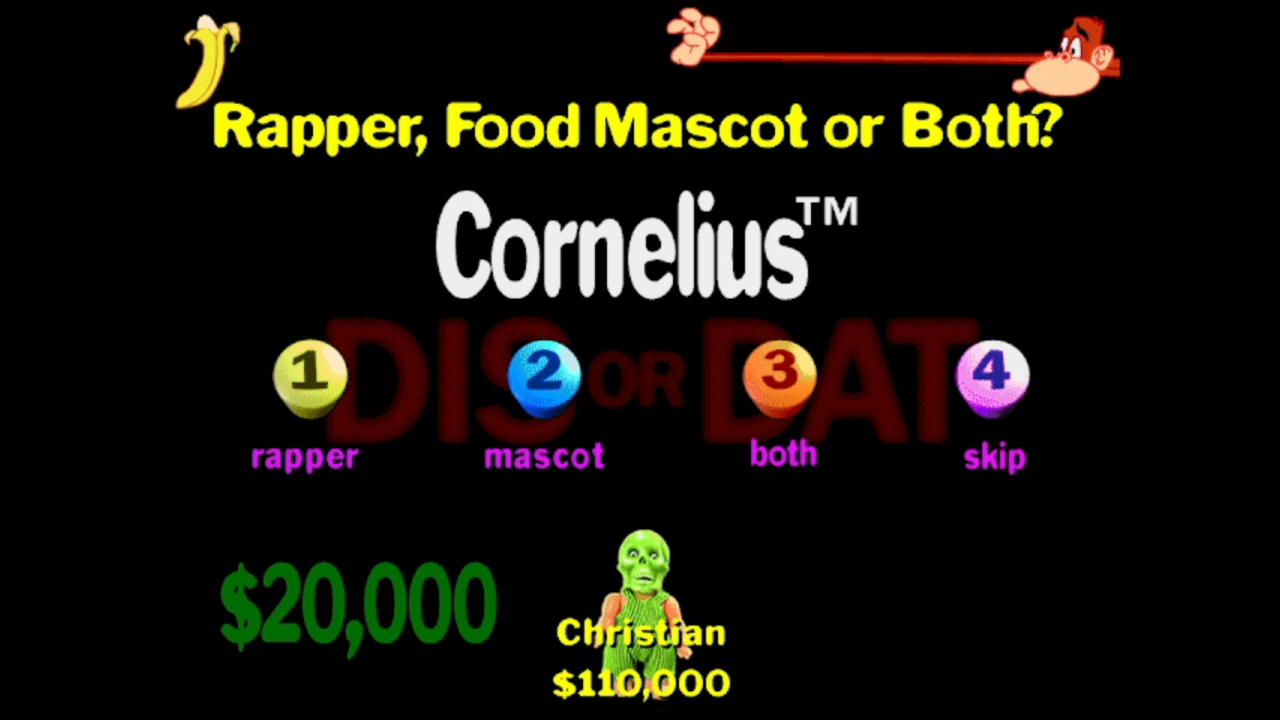 Rapper, Food Mascot or Both?
Cornelius™
DIS OR DAT
1 2 3 4
rapper mascot both skip
$20,000
Christian
$110,000